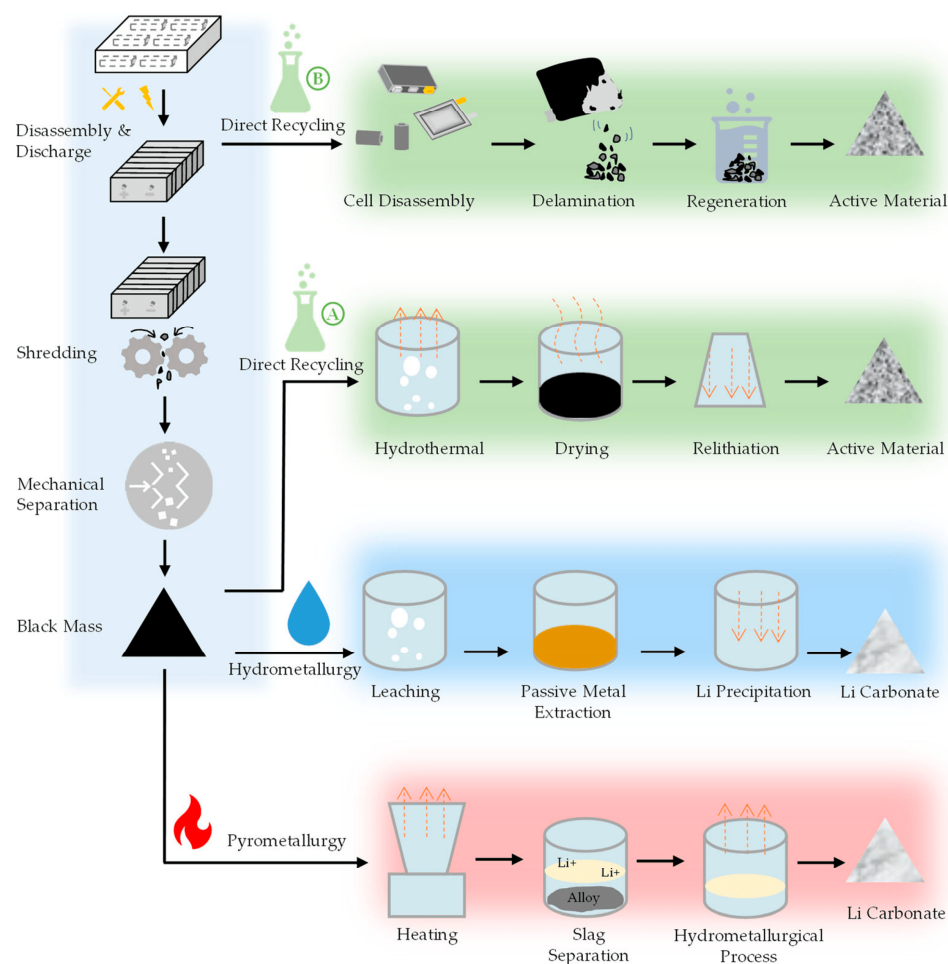 B
Disassembly &
Discharge
Direct Recycling
Cell Disassembly
Delamination
Regeneration
Active Material
A
Shredding
Direct Recycling
Hydrothermal
Drying
Relithiation
Active Material
Mechanical
Separation
Black Mass
Hydrometallurgy
Leaching
Passive Metal
Extraction
Li Precipitation
Li Carbonate
Pyrometallurgy
Li+
Li+
Alloy
Heating
Slag
Separation
Hydrometallurgical
Process
Li Carbonate